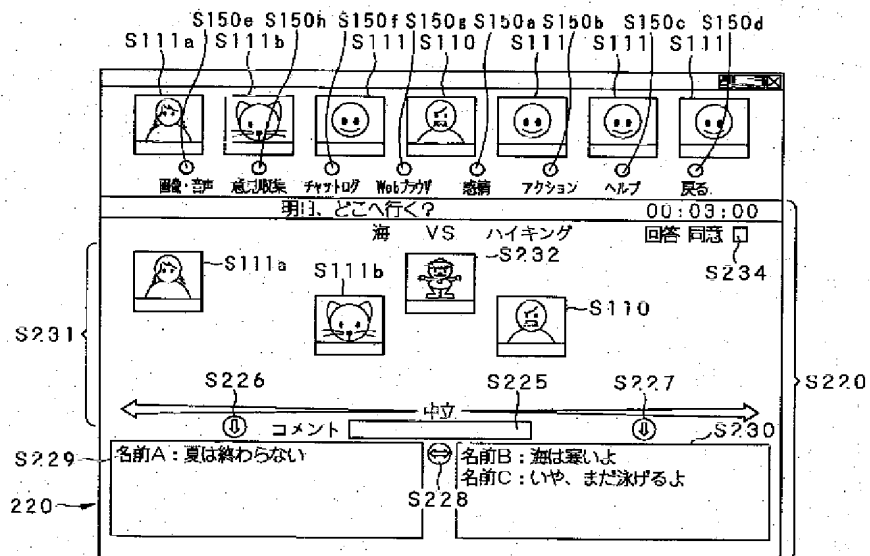 S150e S150h S150f S150g S150a S150b S150c S150d
S111a S111b S111 S110 S111 S111 S111
画像・音声 意見収集 チャットログ Webブラウザ 感情 アクション ヘルプ 戻る
明日、どこへ行く? 00:03:00
海 VS ハイキング 回答 同意
S111a S111b S232 S234
S110
S231
S220
S226 S225 S227
中立
コメント
S230
S229
名前A:夏は終わらない
名前B:海は寒いよ
名前C:いや、まだ泳げるよ
S228
220